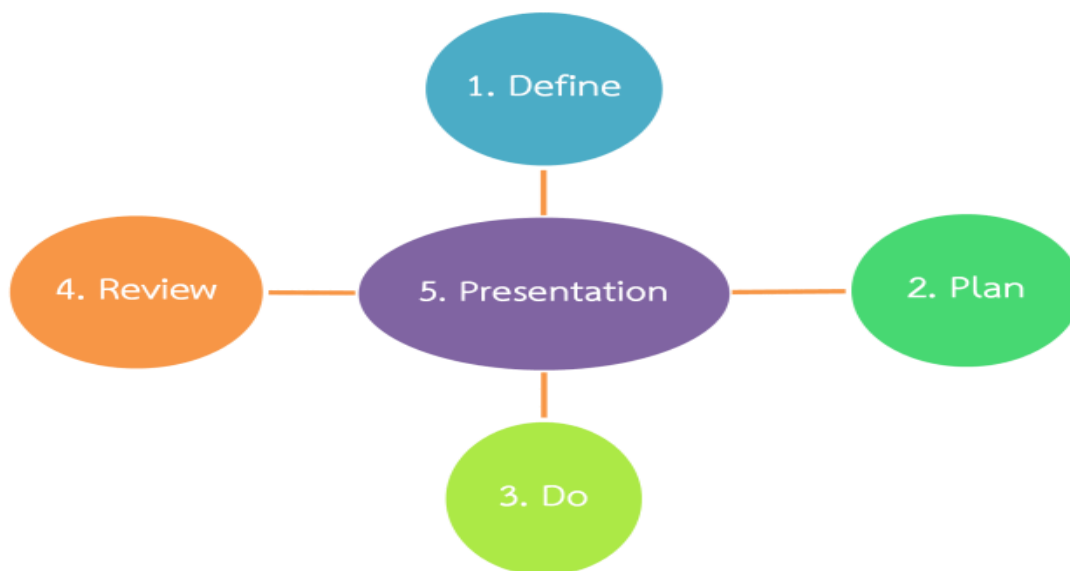 1. Define
4. Review
5. Presentation
2. Plan
3. Do